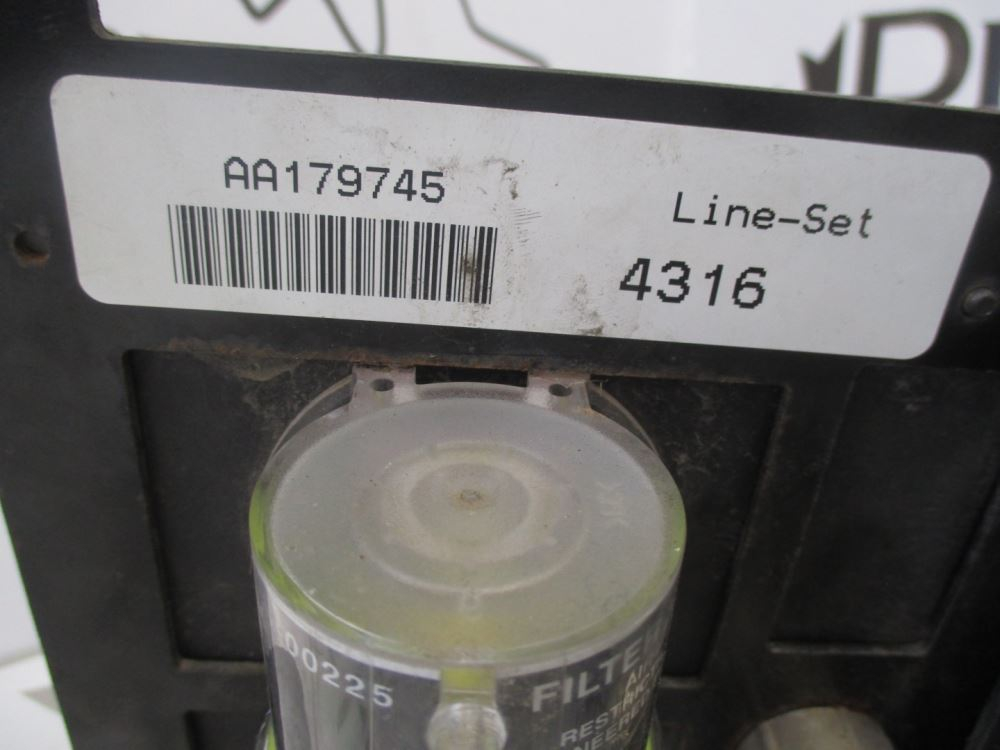 AA179745
Line-Set
4316
00225
FILTE